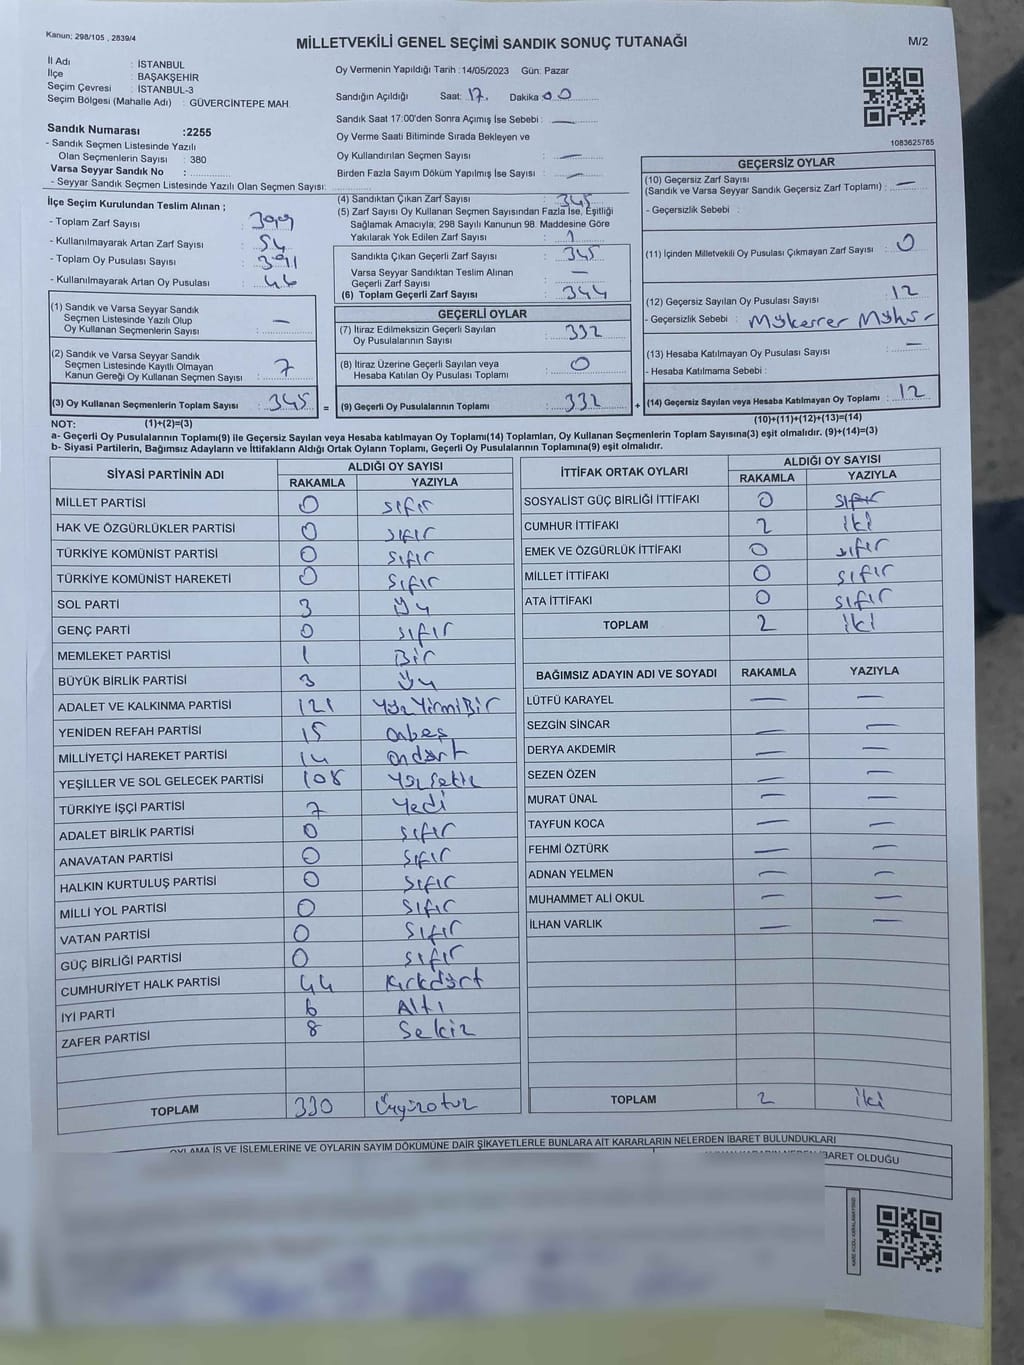 Kanun; 298/105 , 2839/4
MİLLETVEKİLİ GENEL SEÇİMİ SANDIK SONUÇ TUTANAĞI
M/2
İl Adı : İSTANBUL
İlçe : BAŞAKŞEHİR
Seçim Çevresi : İSTANBUL-3
Seçim Bölgesi (Mahalle Adı) : GÜVERCİNTEPE MAH.
Sandık Numarası :2255
- Sandık Seçmen Listesinde Yazılı
Olan Seçmenlerin Sayısı : 380
Varsa Seyyar Sandık No :
- Seyyar Sandık Seçmen Listesinde Yazılı Olan Seçmen Sayısı:
Oy Vermenin Yapıldığı Tarih :14/05/2023 Gün: Pazar
Sandığın Açıldığı Saat: 17. Dakika 00
Sandık Saat 17:00'den Sonra Açımış İse Sebebi : —
Oy Verme Saati Bitiminde Sırada Bekleyen ve
Oy Kullandırılan Seçmen Sayısı : —
Birden Fazla Sayım Döküm Yapılmış İse Sayısı : —
1083625785
İlçe Seçim Kurulundan Teslim Alınan ;
- Toplam Zarf Sayısı : 399
- Kullanılmayarak Artan Zarf Sayısı : 54
- Toplam Oy Pusulası Sayısı : 391
- Kullanılmayarak Artan Oy Pusulası : 46
(4) Sandıktan Çıkan Zarf Sayısı : 345
(5) Zarf Sayısı Oy Kullanan Seçmen Sayısından Fazla İse, Eşitliği
Sağlamak Amacıyla; 298 Sayılı Kanunun 98. Maddesine Göre
Yakılarak Yok Edilen Zarf Sayısı : 1
Sandıkta Çıkan Geçerli Zarf Sayısı : 345
Varsa Seyyar Sandıktan Teslim Alınan
Geçerli Zarf Sayısı : —
(6) Toplam Geçerli Zarf Sayısı : 344
GEÇERSİZ OYLAR
(10) Geçersiz Zarf Sayısı
(Sandık ve Varsa Seyyar Sandık Geçersiz Zarf Toplamı) : —
- Geçersizlik Sebebi :
(11) İçinden Milletvekili Oy Pusulası Çıkmayan Zarf Sayısı : 0
(12) Geçersiz Sayılan Oy Pusulası Sayısı : 12
- Geçersizlik Sebebi : Mükerrer Mühür
(13) Hesaba Katılmayan Oy Pusulası Sayısı : —
- Hesaba Katılmama Sebebi :
(14) Geçersiz Sayılan veya Hesaba Katılmayan Oy Toplamı : 12
(10)+(11)+(12)+(13)=(14)
(1) Sandık ve Varsa Seyyar Sandık
Seçmen Listesinde Yazılı Olup
Oy Kullanan Seçmenlerin Sayısı : —
(2) Sandık ve Varsa Seyyar Sandık
Seçmen Listesinde Kayıtlı Olmayan
Kanun Gereği Oy Kullanan Seçmen Sayısı : 7
(3) Oy Kullanan Seçmenlerin Toplam Sayısı : 345 =
GEÇERLİ OYLAR
(7) İtiraz Edilmeksizin Geçerli Sayılan
Oy Pusulalarının Sayısı : 332
(8) İtiraz Üzerine Geçerli Sayılan veya
Hesaba Katılan Oy Pusulası Toplamı : 0
(9) Geçerli Oy Pusulalarının Toplamı : 332 +
NOT: (1)+(2)=(3)
a- Geçerli Oy Pusulalarının Toplamı(9) ile Geçersiz Sayılan veya Hesaba katılmayan Oy Toplamı(14) Toplamları, Oy Kullanan Seçmenlerin Toplam Sayısına(3) eşit olmalıdır. (9)+(14)=(3)
b- Siyasi Partilerin, Bağımsız Adayların ve İttifakların Aldığı Ortak Oyların Toplamı, Geçerli Oy Pusulalarının Toplamına(9) eşit olmalıdır.
SİYASİ PARTİNİN ADI ALDIĞI OY SAYISI
RAKAMLA YAZIYLA
MİLLET PARTİSİ 0 sıfır
HAK VE ÖZGÜRLÜKLER PARTİSİ 0 sıfır
TÜRKİYE KOMÜNİST PARTİSİ 0 sıfır
TÜRKİYE KOMÜNİST HAREKETİ 0 sıfır
SOL PARTİ 3 Üç
GENÇ PARTİ 0 sıfır
MEMLEKET PARTİSİ 1 Bir
BÜYÜK BİRLİK PARTİSİ 3 Üç
ADALET VE KALKINMA PARTİSİ 121 YüzYirmiBir
YENİDEN REFAH PARTİSİ 15 onbeş
MİLLİYETÇİ HAREKET PARTİSİ 14 ondört
YEŞİLLER VE SOL GELECEK PARTİSİ 108 Yüzsekiz
TÜRKİYE İŞÇİ PARTİSİ 7 Yedi
ADALET BİRLİK PARTİSİ 0 sıfır
ANAVATAN PARTİSİ 0 sıfır
HALKIN KURTULUŞ PARTİSİ 0 sıfır
MİLLİ YOL PARTİSİ 0 sıfır
VATAN PARTİSİ 0 sıfır
GÜÇ BİRLİĞİ PARTİSİ 0 sıfır
CUMHURİYET HALK PARTİSİ 44 Kırkdört
İYİ PARTİ 6 Altı
ZAFER PARTİSİ 8 Sekiz
TOPLAM 330 Üçyüzotuz
İTTİFAK ORTAK OYLARI ALDIĞI OY SAYISI
RAKAMLA YAZIYLA
SOSYALİST GÜÇ BİRLİĞİ İTTİFAKI 0 sıfır
CUMHUR İTTİFAKI 2 iki
EMEK VE ÖZGÜRLÜK İTTİFAKI 0 sıfır
MİLLET İTTİFAKI 0 sıfır
ATA İTTİFAKI 0 sıfır
TOPLAM 2 iki
BAĞIMSIZ ADAYIN ADI VE SOYADI RAKAMLA YAZIYLA
LÜTFÜ KARAYEL — —
SEZGİN SİNCAR — —
DERYA AKDEMİR — —
SEZEN ÖZEN — —
MURAT ÜNAL — —
TAYFUN KOCA — —
FEHMİ ÖZTÜRK — —
ADNAN YELMEN — —
MUHAMMET ALİ OKUL — —
İLHAN VARLIK — —
TOPLAM 2 iki
OYLAMA İŞ VE İŞLEMLERİNE VE OYLARIN SAYIM DÖKÜMÜNE DAİR ŞİKAYETLERLE BUNLARA AİT KARARLARIN NELERDEN İBARET BULUNDUKLARI
İBARET OLDUĞU